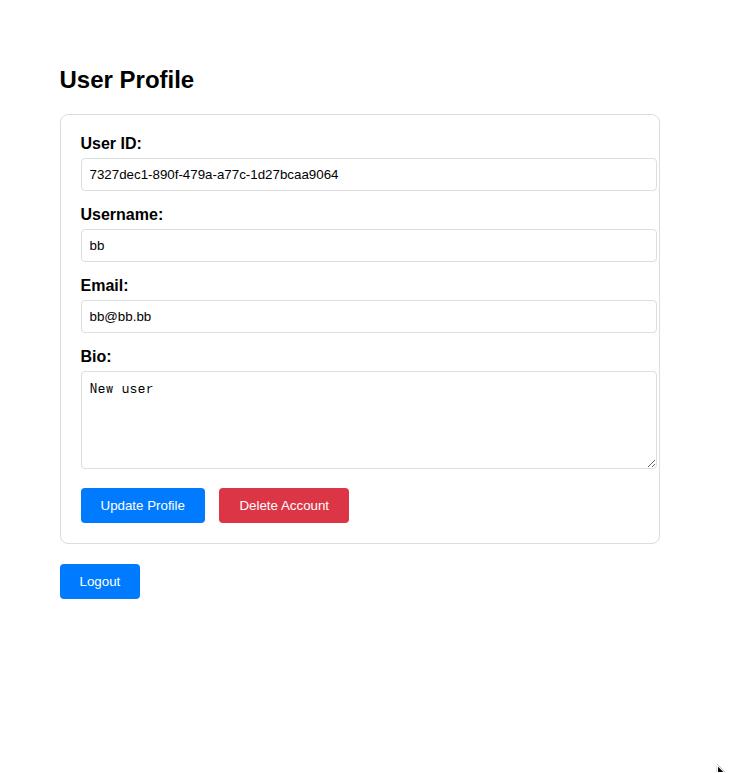 User Profile
User ID:
7327dec1-890f-479a-a77c-1d27bcaa9064
Username:
bb
Email:
bb@bb.bb
Bio:
New user
Update Profile Delete Account
Logout